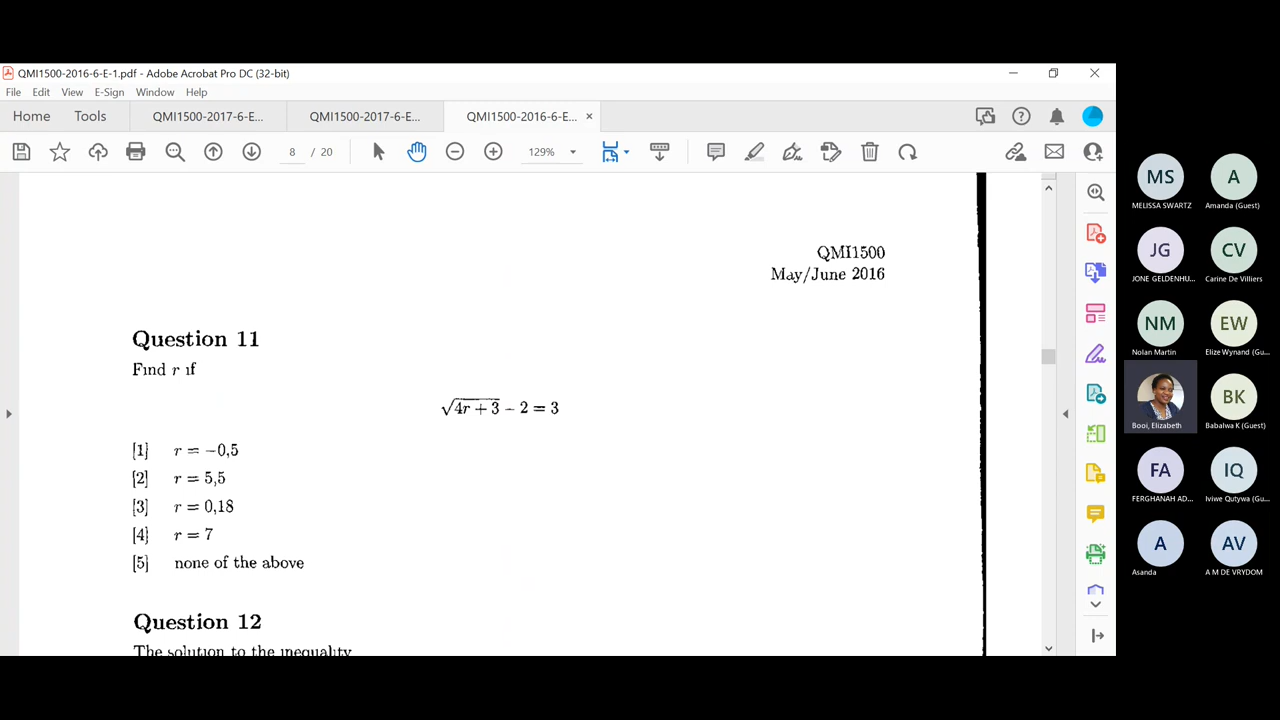 QMI1500-2016-6-E-1.pdf - Adobe Acrobat Pro DC (32-bit)
File Edit View E-Sign Window Help
Home Tools QMI1500-2017-6-E... QMI1500-2017-6-E... QMI1500-2016-6-E... ×
8 / 20 129%
QMI1500
May/June 2016
Question 11
Find r if
√4r + 3 − 2 = 3
[1] r = −0,5
[2] r = 5,5
[3] r = 0,18
[4] r = 7
[5] none of the above
Question 12
The solution to the inequality
MS A
MELISSA SWARTZ Amanda (Guest)
JG CV
JONE GELDENHU... Carine De Villiers
NM EW
Nolan Martin Elize Wynand (Gu...
BK
Booi, Elizabeth Babalwa K (Guest)
FA IQ
FERGHANAH AD... Iviwe Qutywa (Gu...
A AV
Asanda A M DE VRYDOM